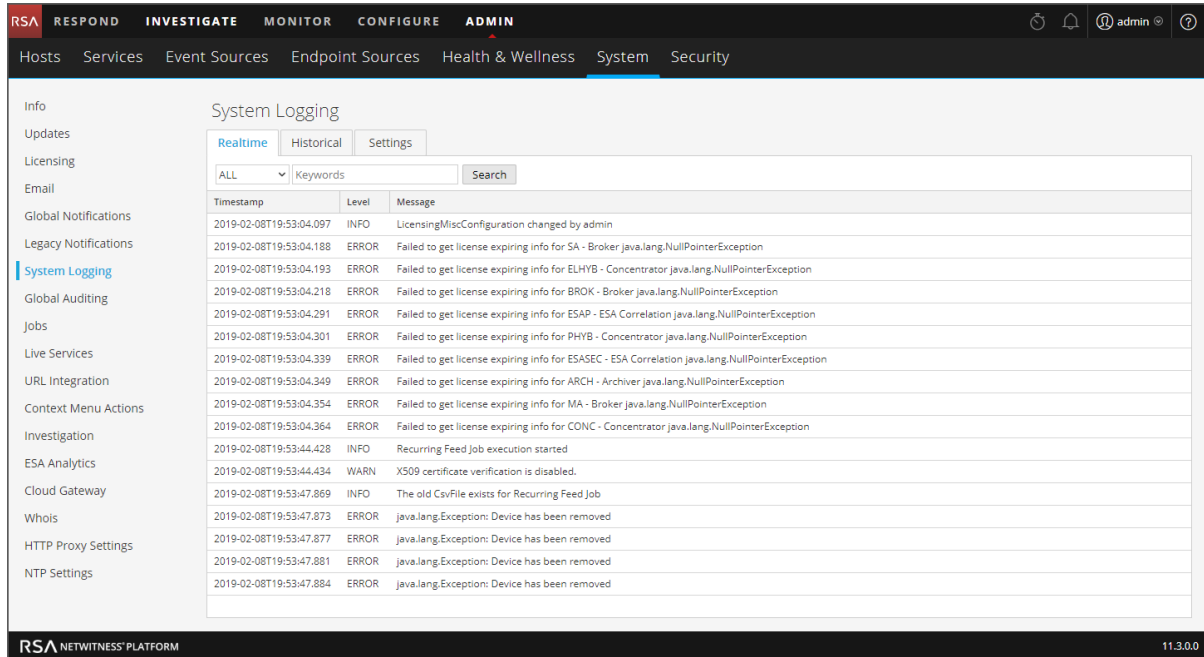 RSA RESPOND INVESTIGATE MONITOR CONFIGURE ADMIN admin ?
Hosts Services Event Sources Endpoint Sources Health & Wellness System Security
Info
Updates
Licensing
Email
Global Notifications
Legacy Notifications
System Logging
Global Auditing
Jobs
Live Services
URL Integration
Context Menu Actions
Investigation
ESA Analytics
Cloud Gateway
Whois
HTTP Proxy Settings
NTP Settings
System Logging
Realtime Historical Settings
ALL Keywords Search
Timestamp Level Message
2019-02-08T19:53:04.097 INFO LicensingMiscConfiguration changed by admin
2019-02-08T19:53:04.188 ERROR Failed to get license expiring info for SA - Broker java.lang.NullPointerException
2019-02-08T19:53:04.193 ERROR Failed to get license expiring info for ELHYB - Concentrator java.lang.NullPointerException
2019-02-08T19:53:04.218 ERROR Failed to get license expiring info for BROK - Broker java.lang.NullPointerException
2019-02-08T19:53:04.291 ERROR Failed to get license expiring info for ESAP - ESA Correlation java.lang.NullPointerException
2019-02-08T19:53:04.301 ERROR Failed to get license expiring info for PHYB - Concentrator java.lang.NullPointerException
2019-02-08T19:53:04.339 ERROR Failed to get license expiring info for ESASEC - ESA Correlation java.lang.NullPointerException
2019-02-08T19:53:04.349 ERROR Failed to get license expiring info for ARCH - Archiver java.lang.NullPointerException
2019-02-08T19:53:04.354 ERROR Failed to get license expiring info for MA - Broker java.lang.NullPointerException
2019-02-08T19:53:04.364 ERROR Failed to get license expiring info for CONC - Concentrator java.lang.NullPointerException
2019-02-08T19:53:44.428 INFO Recurring Feed Job execution started
2019-02-08T19:53:44.434 WARN X509 certificate verification is disabled.
2019-02-08T19:53:47.869 INFO The old CsvFile exists for Recurring Feed Job
2019-02-08T19:53:47.873 ERROR java.lang.Exception: Device has been removed
2019-02-08T19:53:47.877 ERROR java.lang.Exception: Device has been removed
2019-02-08T19:53:47.881 ERROR java.lang.Exception: Device has been removed
2019-02-08T19:53:47.884 ERROR java.lang.Exception: Device has been removed
RSA NETWITNESS® PLATFORM 11.3.0.0